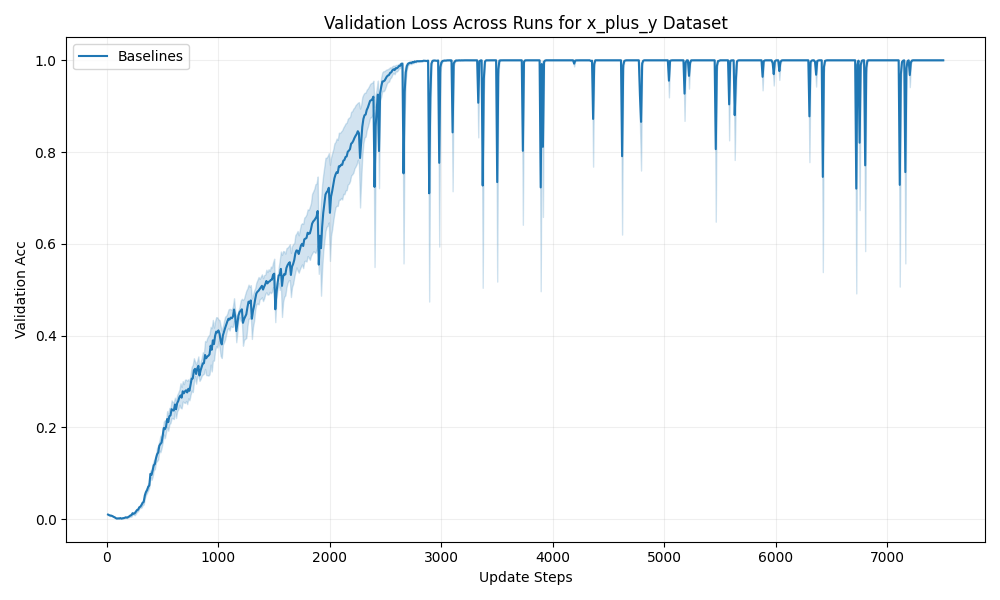 Validation Loss Across Runs for x_plus_y Dataset
Baselines
Validation Acc
1.0
0.8
0.6
0.4
0.2
0.0
0 1000 2000 3000 4000 5000 6000 7000
Update Steps